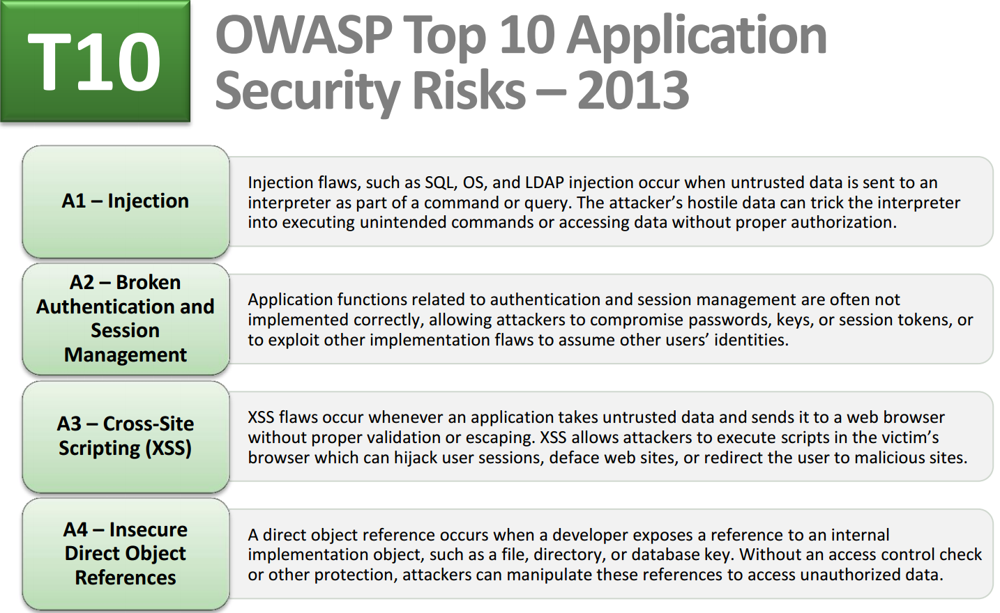 T10
OWASP Top 10 Application
Security Risks – 2013
A1 – Injection
Injection flaws, such as SQL, OS, and LDAP injection occur when untrusted data is sent to an
interpreter as part of a command or query. The attacker’s hostile data can trick the interpreter
into executing unintended commands or accessing data without proper authorization.
A2 – Broken
Authentication and
Session
Management
Application functions related to authentication and session management are often not
implemented correctly, allowing attackers to compromise passwords, keys, or session tokens, or
to exploit other implementation flaws to assume other users’ identities.
A3 – Cross-Site
Scripting (XSS)
XSS flaws occur whenever an application takes untrusted data and sends it to a web browser
without proper validation or escaping. XSS allows attackers to execute scripts in the victim’s
browser which can hijack user sessions, deface web sites, or redirect the user to malicious sites.
A4 – Insecure
Direct Object
References
A direct object reference occurs when a developer exposes a reference to an internal
implementation object, such as a file, directory, or database key. Without an access control check
or other protection, attackers can manipulate these references to access unauthorized data.